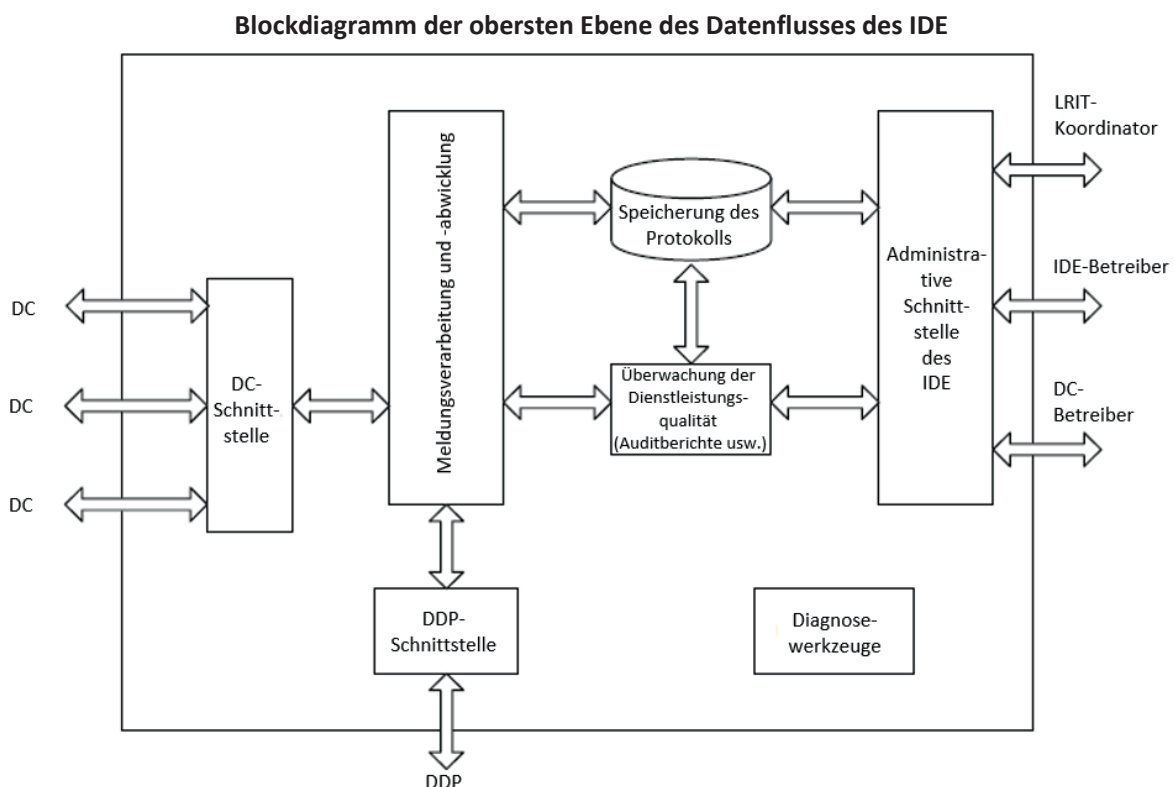 Blockdiagramm der obersten Ebene des Datenflusses des IDE
LRIT-
Koordinator
Meldungsverarbeitung und -abwicklung
Speicherung des
Protokolls
Administra-
tive
Schnitt-
stelle
des
IDE
IDE-Betreiber
DC
DC
DC
DC-
Schnitt-
stelle
Überwachung der
Dienstleistungs-
qualität
(Auditberichte usw.)
DC-
Betreiber
DDP-
Schnittstelle
Diagnose-
werkzeuge
DDP